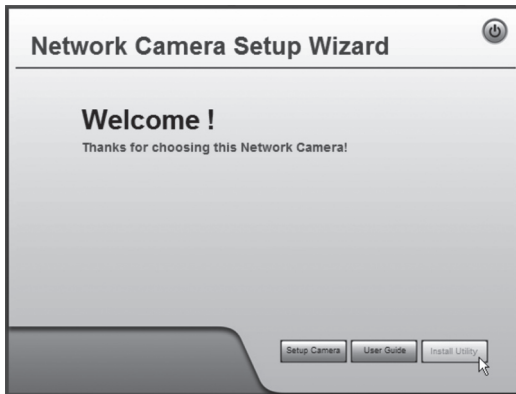 Network Camera Setup Wizard
Welcome !
Thanks for choosing this Network Camera!
Setup Camera User Guide Install Utility